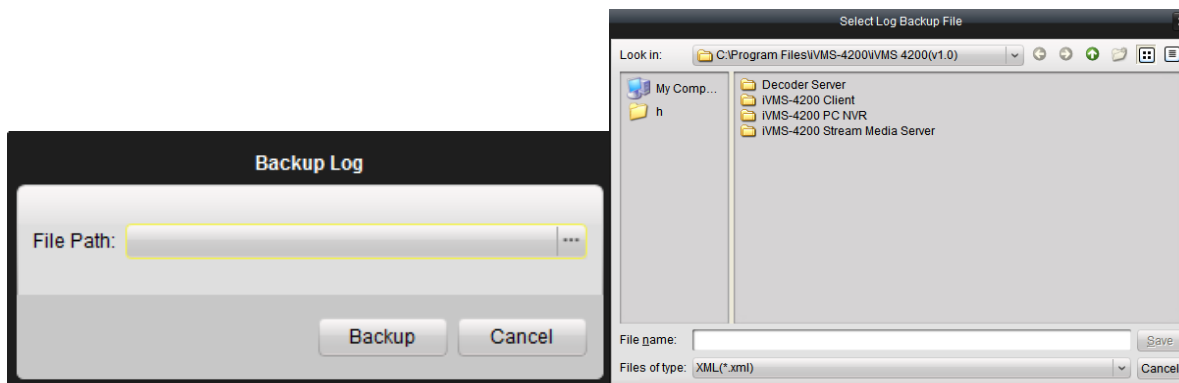 Backup Log
File Path:
Backup Cancel
Select Log Backup File
Look in: C:\Program Files\iVMS-4200\iVMS 4200(v1.0)
My Comp...
h
Decoder Server
iVMS-4200 Client
iVMS-4200 PC NVR
iVMS-4200 Stream Media Server
File name: Save
Files of type: XML(*.xml) Cancel